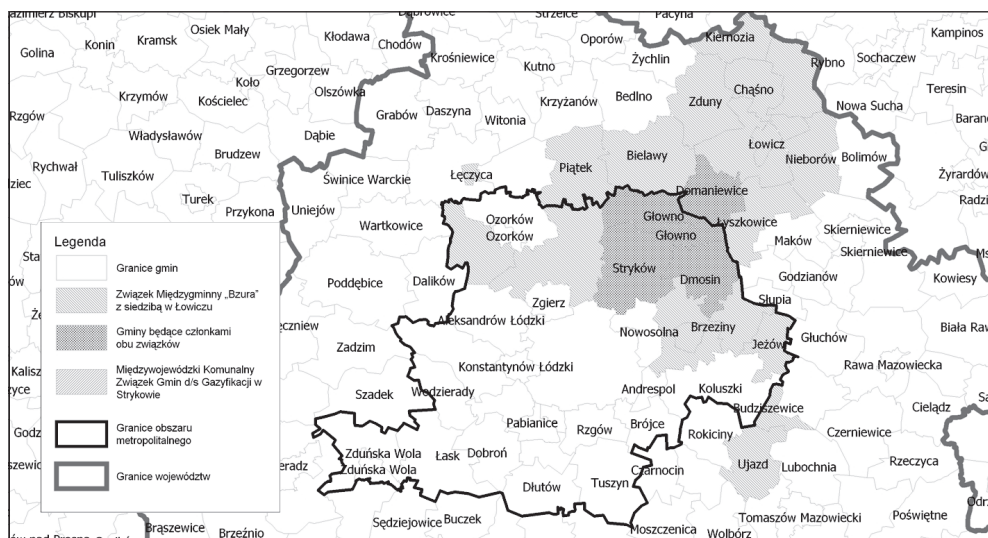 Dąbrowice
Strzelce
Pacyna
Osiek Mały
Kłodawa
Chodów
Oporów
Kiernozia
Kampinos
Golina
Konin
Kramsk
Krośniewice
Żychlin
Rybno
Sochaczew
Grzegorzew
Kutno
Koło
Olszówka
Bedlno
Chąśno
Teresin
Krzymów
Kościelec
Krzyżanów
Zduny
Nowa Sucha
Rzgów
Grabów
Daszyna
Witonia
Władysławów
Dąbie
Łowicz
Brudzew
Bielawy
Nieborów
Bolimów
Rychwał
Piątek
Tuliszków
Świnice Warckie
Łęczyca
Żyrardów
Turek
Domaniewice
Przykona
Uniejów
Ozorków
Głowno
Wartkowice
Łyszkowice
Skierniewice
Ozorków
Głowno
Maków
Skierniewice
Stryków
Godzianów
Kowiesy
Poddębice
Dalików
Dmosin
Zgierz
Słupia
Aleksandrów Łódzki
Nowosolna
Brzeziny
Głuchów
Biała Raw
Zadzim
Jeżów
Konstantynów Łódzki
Rawa Mazowiecka
Szadek
Wodzierady
Andrespol
Koluszki
Budziszewice
Cielądz
Pabianice
Rzgów
Brójce
Rokiciny
Czerniewice
Zduńska Wola
Łask
Dobroń
Zduńska Wola
Czarnocin
Ujazd
Lubochnia
Rzeczyca
Dłutów
Tuszyn
Brąszewice
Brzeźnio
Sędziejowice
Buczek
Moszczenica
Wolbórz
Tomaszów Mazowiecki
Poświętne
Legenda
Granice gmin
Związek Międzygminny „Bzura”
z siedzibą w Łowiczu
Gminy będące członkami
obu związków
Międzywojewódzki Komunalny
Związek Gmin d/s Gazyfikacji w
Strykowie
Granice obszaru
metropolitalnego
Granice województw